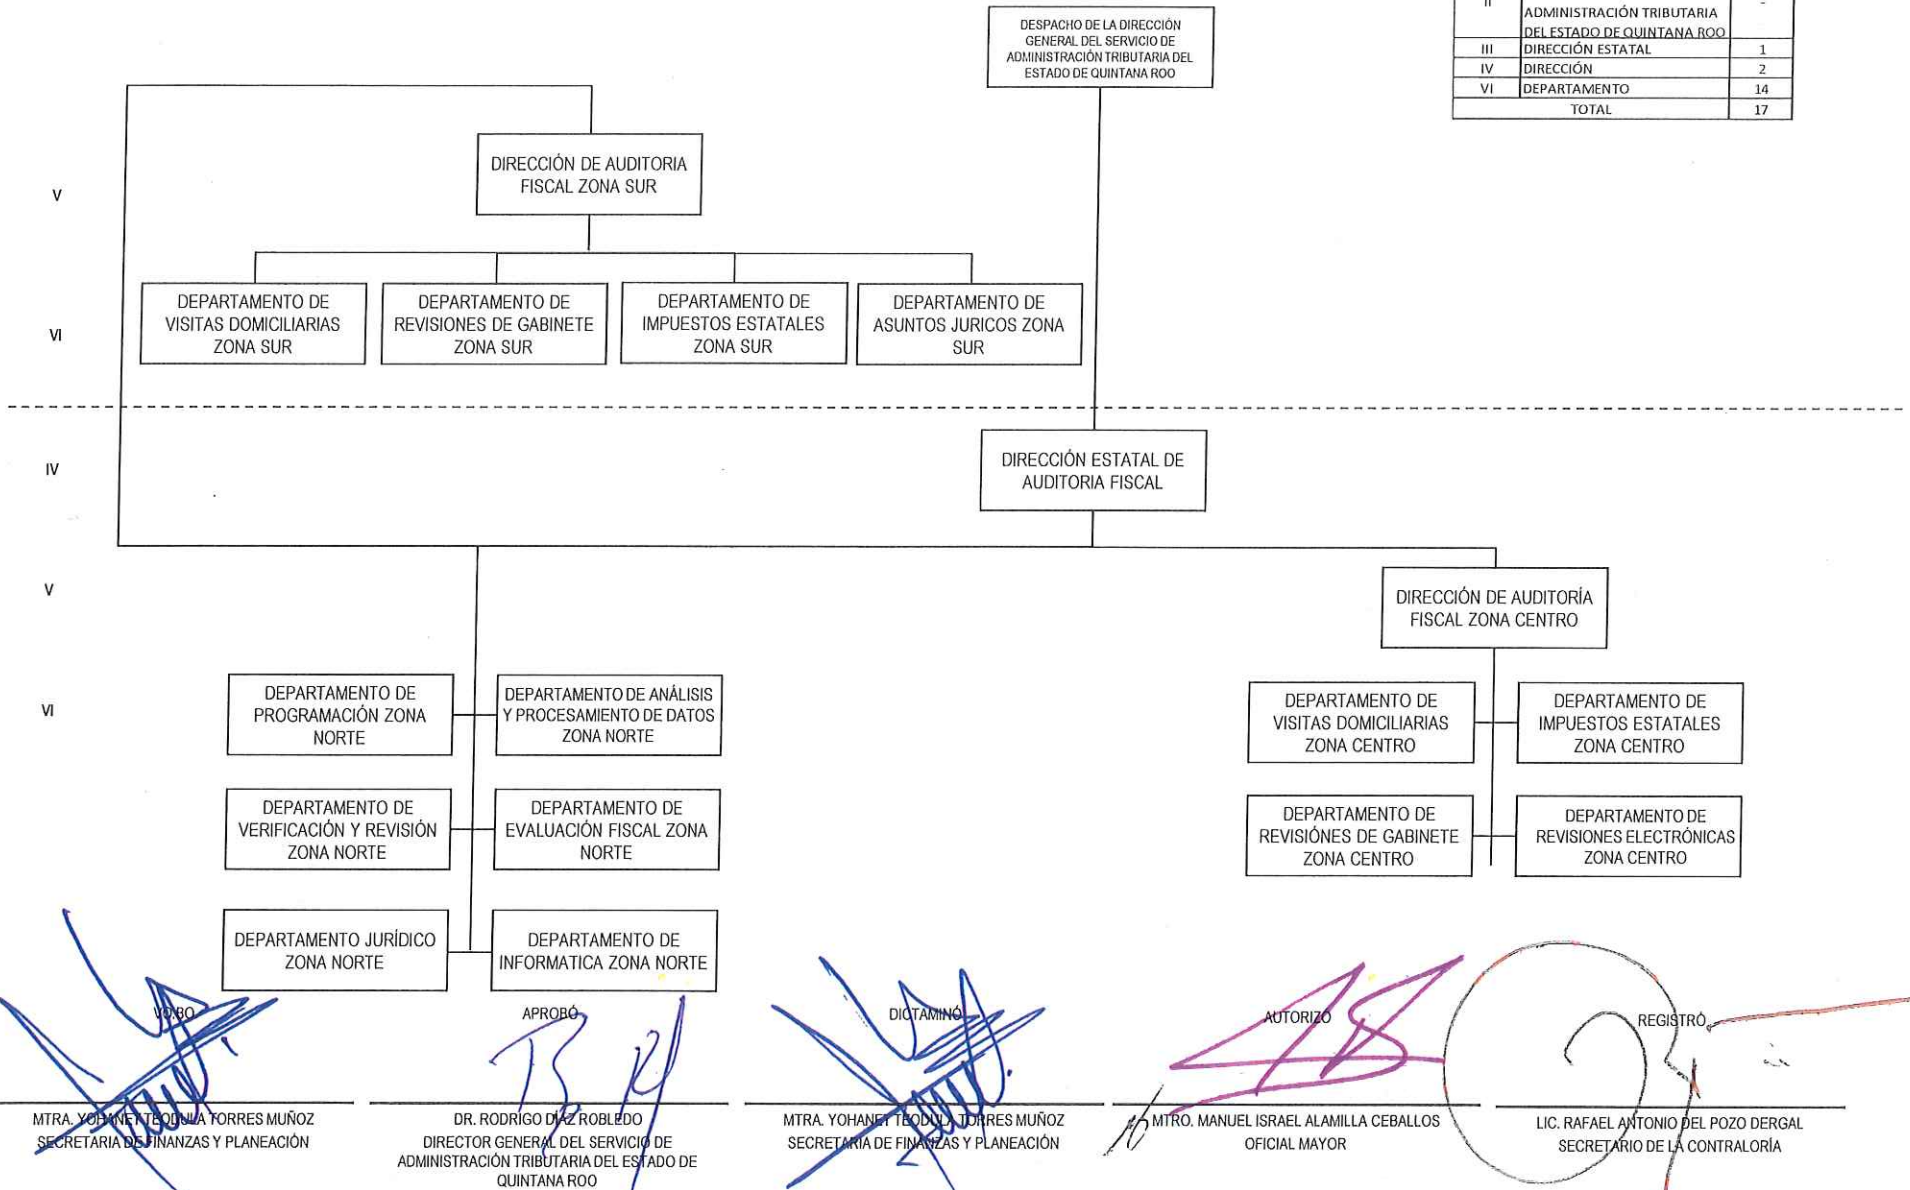 DESPACHO DE LA DIRECCIÓN
GENERAL DEL SERVICIO DE
ADMINISTRACIÓN TRIBUTARIA DEL
ESTADO DE QUINTANA ROO
II
ADMINISTRACIÓN TRIBUTARIA
-
DEL ESTADO DE QUINTANA ROO
III DIRECCIÓN ESTATAL 1
IV DIRECCIÓN 2
VI DEPARTAMENTO 14
TOTAL 17
V
DIRECCIÓN DE AUDITORIA
FISCAL ZONA SUR
VI
DEPARTAMENTO DE
VISITAS DOMICILIARIAS
ZONA SUR
DEPARTAMENTO DE
REVISIONES DE GABINETE
ZONA SUR
DEPARTAMENTO DE
IMPUESTOS ESTATALES
ZONA SUR
DEPARTAMENTO DE
ASUNTOS JURICOS ZONA
SUR
IV
DIRECCIÓN ESTATAL DE
AUDITORIA FISCAL
V
DIRECCIÓN DE AUDITORÍA
FISCAL ZONA CENTRO
VI
DEPARTAMENTO DE
PROGRAMACIÓN ZONA
NORTE
DEPARTAMENTO DE ANÁLISIS
Y PROCESAMIENTO DE DATOS
ZONA NORTE
DEPARTAMENTO DE
VISITAS DOMICILIARIAS
ZONA CENTRO
DEPARTAMENTO DE
IMPUESTOS ESTATALES
ZONA CENTRO
DEPARTAMENTO DE
VERIFICACIÓN Y REVISIÓN
ZONA NORTE
DEPARTAMENTO DE
EVALUACIÓN FISCAL ZONA
NORTE
DEPARTAMENTO DE
REVISIÓNES DE GABINETE
ZONA CENTRO
DEPARTAMENTO DE
REVISIONES ELECTRÓNICAS
ZONA CENTRO
DEPARTAMENTO JURÍDICO
ZONA NORTE
DEPARTAMENTO DE
INFORMATICA ZONA NORTE
VO.BO
MTRA. YOHANET TEODULA TORRES MUÑOZ
SECRETARIA DE FINANZAS Y PLANEACIÓN
APROBÓ
DR. RODRIGO DÍAZ ROBLEDO
DIRECTOR GENERAL DEL SERVICIO DE
ADMINISTRACIÓN TRIBUTARIA DEL ESTADO DE
QUINTANA ROO
DICTAMINÓ
MTRA. YOHANET TEODULA TORRES MUÑOZ
SECRETARIA DE FINANZAS Y PLANEACIÓN
AUTORIZÓ
MTRO. MANUEL ISRAEL ALAMILLA CEBALLOS
OFICIAL MAYOR
REGISTRÓ
LIC. RAFAEL ANTONIO DEL POZO DERGAL
SECRETARIO DE LA CONTRALORÍA